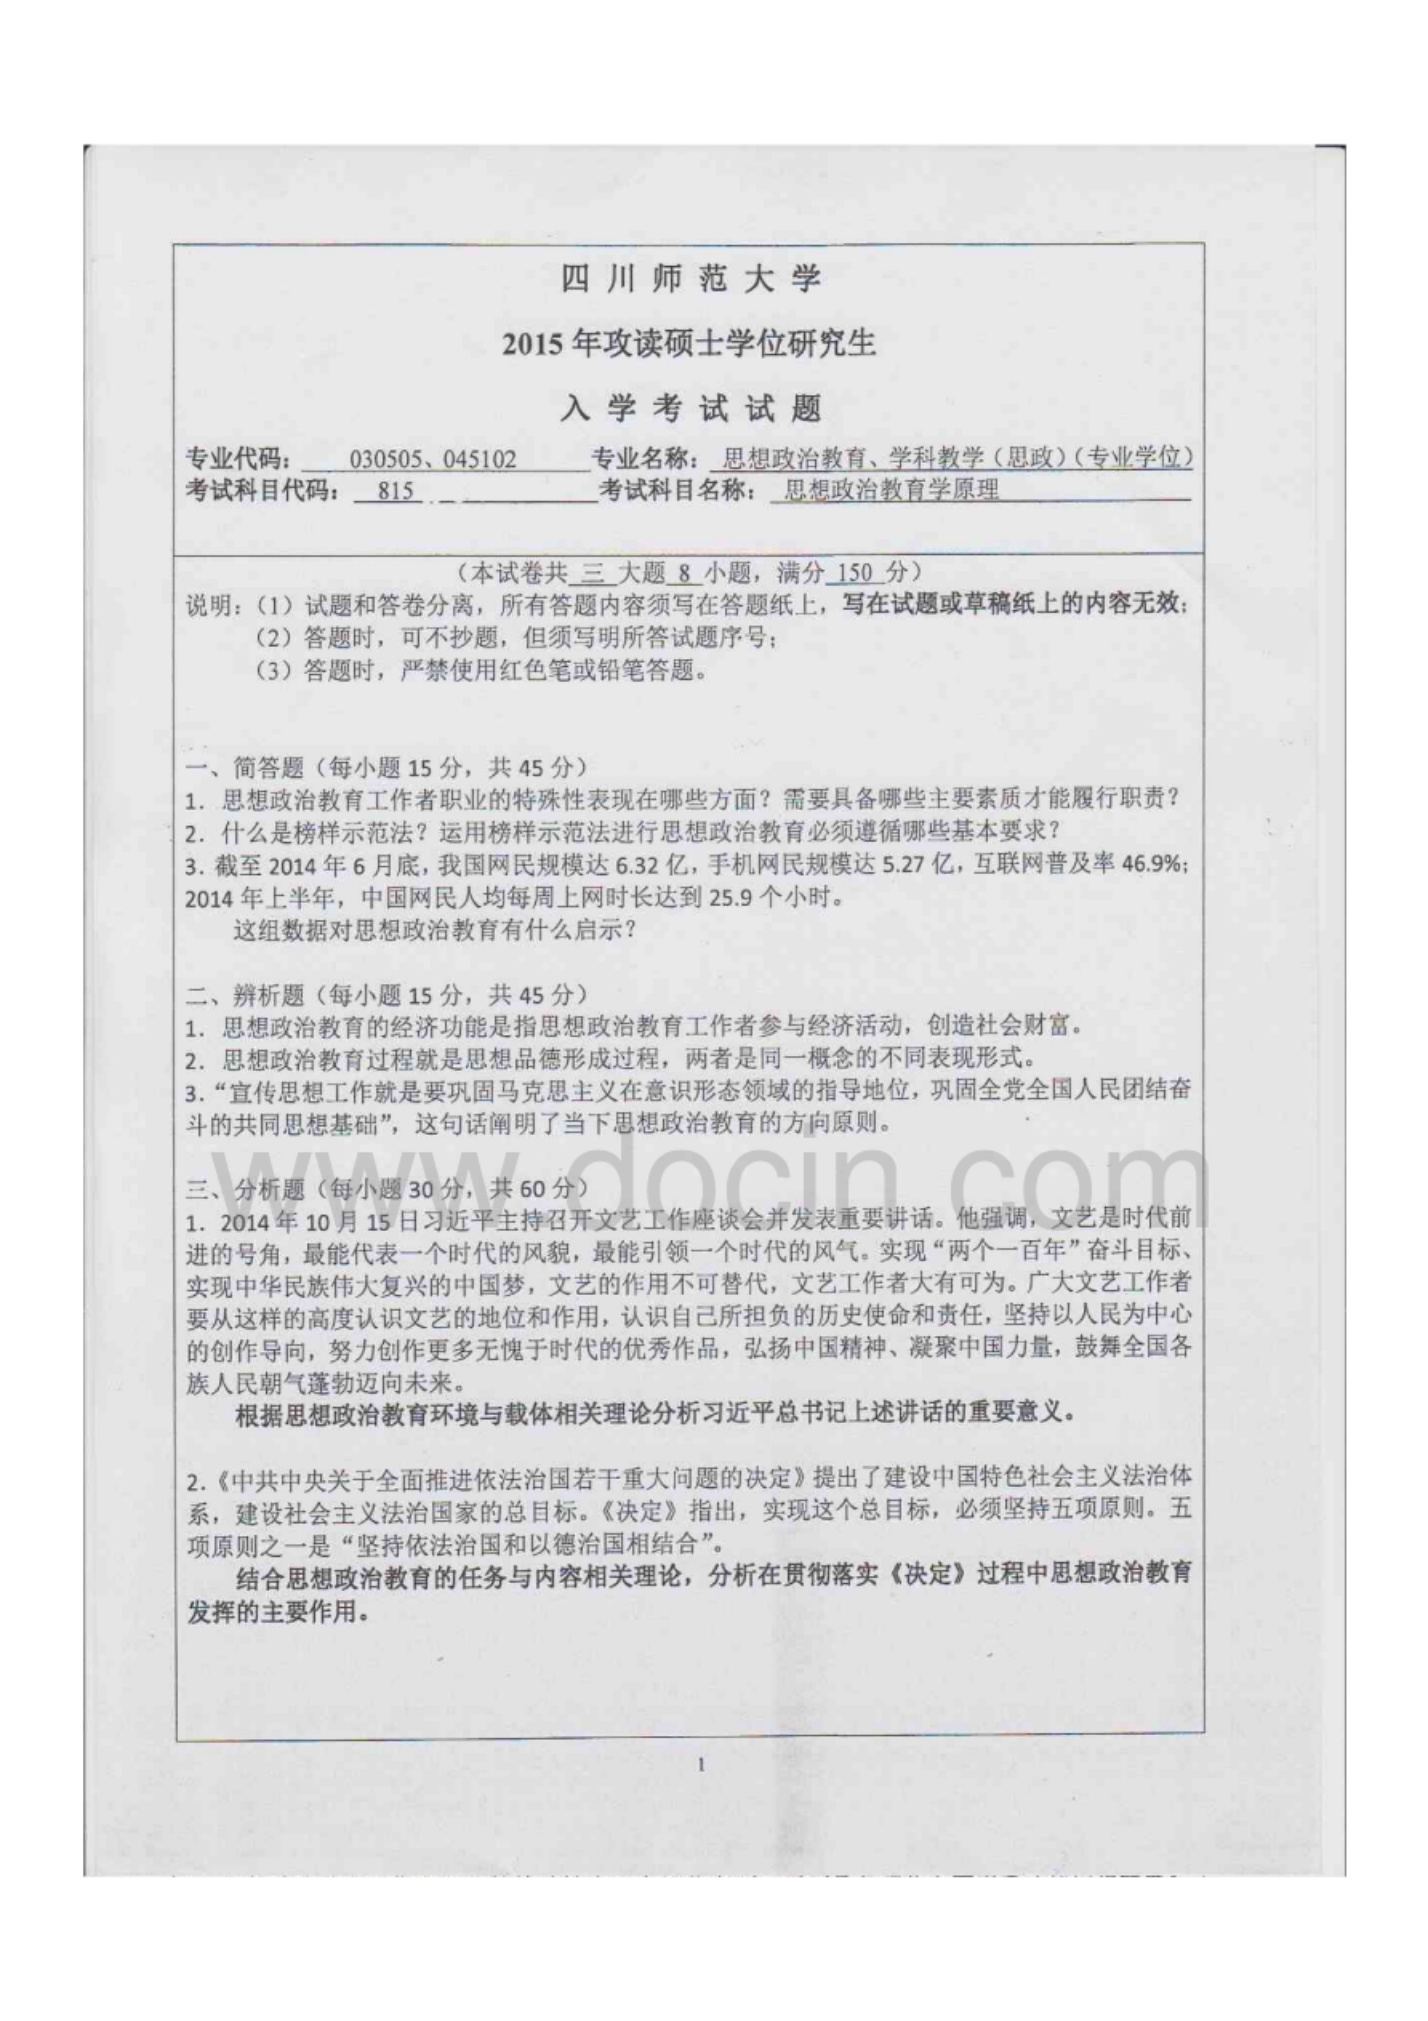 四川师范大学
2015年攻读硕士学位研究生
入学考试试题
专业代码： 030505、045102 专业名称： 思想政治教育、学科教学（思政）（专业学位）
考试科目代码： 815 考试科目名称： 思想政治教育学原理
（本试卷共 三 大题 8 小题，满分 150 分）
说明：（1）试题和答卷分离，所有答题内容须写在答题纸上，写在试题或草稿纸上的内容无效；
（2）答题时，可不抄题，但须写明所答试题序号；
（3）答题时，严禁使用红色笔或铅笔答题。
一、简答题（每小题 15 分，共 45 分）
1．思想政治教育工作者职业的特殊性表现在哪些方面？需要具备哪些主要素质才能履行职责？
2．什么是榜样示范法？运用榜样示范法进行思想政治教育必须遵循哪些基本要求？
3. 截至 2014 年 6 月底，我国网民规模达 6.32 亿，手机网民规模达 5.27 亿，互联网普及率 46.9%；
2014 年上半年，中国网民人均每周上网时长达到 25.9 个小时。
这组数据对思想政治教育有什么启示？
二、辨析题（每小题 15 分，共 45 分）
1．思想政治教育的经济功能是指思想政治教育工作者参与经济活动，创造社会财富。
2．思想政治教育过程就是思想品德形成过程，两者是同一概念的不同表现形式。
3.“宣传思想工作就是要巩固马克思主义在意识形态领域的指导地位，巩固全党全国人民团结奋
斗的共同思想基础”，这句话阐明了当下思想政治教育的方向原则。
www.docin.com
三、分析题（每小题 30 分，共 60 分）
1．2014 年 10 月 15 日习近平主持召开文艺工作座谈会并发表重要讲话。他强调，文艺是时代前
进的号角，最能代表一个时代的风貌，最能引领一个时代的风气。实现“两个一百年”奋斗目标、
实现中华民族伟大复兴的中国梦，文艺的作用不可替代，文艺工作者大有可为。广大文艺工作者
要从这样的高度认识文艺的地位和作用，认识自己所担负的历史使命和责任，坚持以人民为中心
的创作导向，努力创作更多无愧于时代的优秀作品，弘扬中国精神、凝聚中国力量，鼓舞全国各
族人民朝气蓬勃迈向未来。
根据思想政治教育环境与载体相关理论分析习近平总书记上述讲话的重要意义。
2.《中共中央关于全面推进依法治国若干重大问题的决定》提出了建设中国特色社会主义法治体
系，建设社会主义法治国家的总目标。《决定》指出，实现这个总目标，必须坚持五项原则。五
项原则之一是“坚持依法治国和以德治国相结合”。
结合思想政治教育的任务与内容相关理论，分析在贯彻落实《决定》过程中思想政治教育
发挥的主要作用。
1